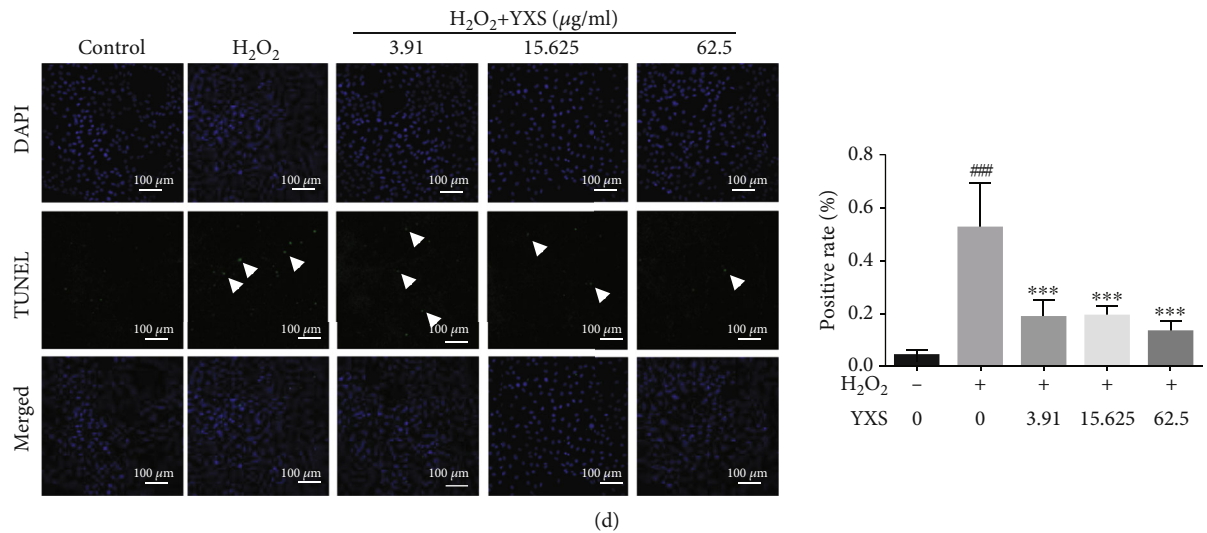 H₂O₂+YXS (µg/ml)
Control H₂O₂ 3.91 15.625 62.5
DAPI
100 µm 100 µm 100 µm 100 µm 100 µm
TUNEL
100 µm 100 µm 100 µm 100 µm 100 µm
Merged
100 µm 100 µm 100 µm 100 µm 100 µm
Positive rate (%)
0.8
0.6
0.4
0.2
0.0
###
*** *** ***
H₂O₂ – + + + +
YXS 0 0 3.91 15.625 62.5
(d)